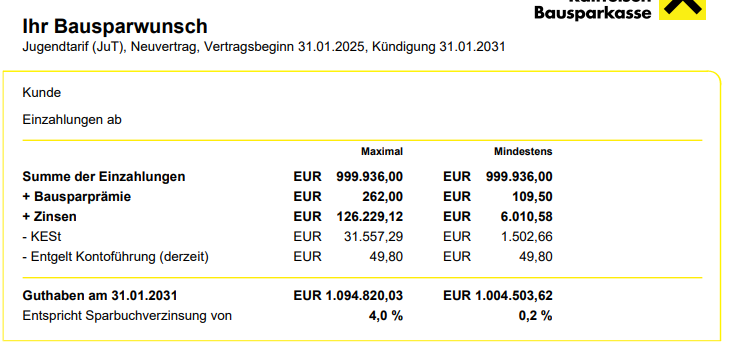 Bausparkasse
Ihr Bausparwunsch
Jugendtarif (JuT), Neuvertrag, Vertragsbeginn 31.01.2025, Kündigung 31.01.2031
Kunde
Einzahlungen ab
Maximal Mindestens
Summe der Einzahlungen EUR 999.936,00 EUR 999.936,00
+ Bausparprämie EUR 262,00 EUR 109,50
+ Zinsen EUR 126.229,12 EUR 6.010,58
- KESt EUR 31.557,29 EUR 1.502,66
- Entgelt Kontoführung (derzeit) EUR 49,80 EUR 49,80
Guthaben am 31.01.2031 EUR 1.094.820,03 EUR 1.004.503,62
Entspricht Sparbuchverzinsung von 4,0 % 0,2 %